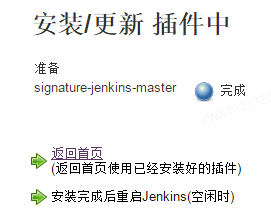 安装/更新 插件中
准备
signature-jenkins-master 完成
返回首页
(返回首页使用已经安装好的插件)
安装完成后重启Jenkins(空闲时)